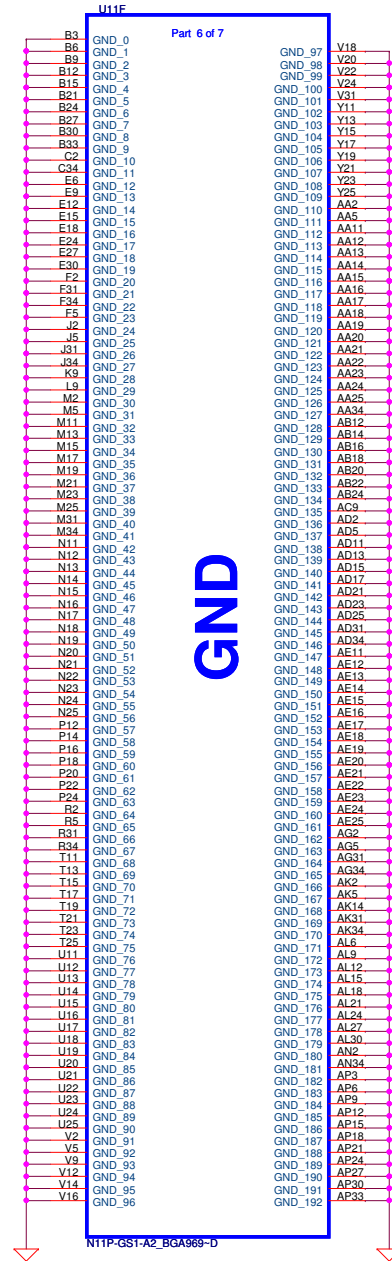 U11F
Part 6 of 7
B3 GND_0
B6 GND_1
B9 GND_2
B12 GND_3
B15 GND_4
B21 GND_5
B24 GND_6
B27 GND_7
B30 GND_8
B33 GND_9
C2 GND_10
C34 GND_11
E6 GND_12
E9 GND_13
E12 GND_14
E15 GND_15
E18 GND_16
E24 GND_17
E27 GND_18
E30 GND_19
F2 GND_20
F31 GND_21
F34 GND_22
F5 GND_23
J2 GND_24
J5 GND_25
J31 GND_26
J34 GND_27
K9 GND_28
L9 GND_29
M2 GND_30
M5 GND_31
M11 GND_32
M13 GND_33
M15 GND_34
M17 GND_35
M19 GND_36
M21 GND_37
M23 GND_38
M25 GND_39
M31 GND_40
M34 GND_41
N11 GND_42
N12 GND_43
N13 GND_44
N14 GND_45
N15 GND_46
N16 GND_47
N17 GND_48
N18 GND_49
N19 GND_50
N20 GND_51
N21 GND_52
N22 GND_53
N23 GND_54
N24 GND_55
N25 GND_56
P12 GND_57
P14 GND_58
P16 GND_59
P18 GND_60
P20 GND_61
P22 GND_62
P24 GND_63
R2 GND_64
R5 GND_65
R31 GND_66
R34 GND_67
T11 GND_68
T13 GND_69
T15 GND_70
T17 GND_71
T19 GND_72
T21 GND_73
T23 GND_74
T25 GND_75
U11 GND_76
U12 GND_77
U13 GND_78
U14 GND_79
U15 GND_80
U16 GND_81
U17 GND_82
U18 GND_83
U19 GND_84
U20 GND_85
U21 GND_86
U22 GND_87
U23 GND_88
U24 GND_89
U25 GND_90
V2 GND_91
V5 GND_92
V9 GND_93
V12 GND_94
V14 GND_95
V16 GND_96
GND
GND_97 V18
GND_98 V20
GND_99 V22
GND_100 V24
GND_101 V31
GND_102 Y11
GND_103 Y13
GND_104 Y15
GND_105 Y17
GND_106 Y19
GND_107 Y21
GND_108 Y23
GND_109 Y25
GND_110 AA2
GND_111 AA5
GND_112 AA11
GND_113 AA12
GND_114 AA13
GND_115 AA14
GND_116 AA15
GND_117 AA16
GND_118 AA17
GND_119 AA18
GND_120 AA19
GND_121 AA20
GND_122 AA21
GND_123 AA22
GND_124 AA23
GND_125 AA24
GND_126 AA25
GND_127 AA34
GND_128 AB12
GND_129 AB14
GND_130 AB16
GND_131 AB18
GND_132 AB20
GND_133 AB22
GND_134 AB24
GND_135 AC9
GND_136 AD2
GND_137 AD5
GND_138 AD11
GND_139 AD13
GND_140 AD15
GND_141 AD17
GND_142 AD21
GND_143 AD23
GND_144 AD25
GND_145 AD31
GND_146 AD34
GND_147 AE11
GND_148 AE12
GND_149 AE13
GND_150 AE14
GND_151 AE15
GND_152 AE16
GND_153 AE17
GND_154 AE18
GND_155 AE19
GND_156 AE20
GND_157 AE21
GND_158 AE22
GND_159 AE23
GND_160 AE24
GND_161 AE25
GND_162 AG2
GND_163 AG5
GND_164 AG31
GND_165 AG34
GND_166 AK2
GND_167 AK5
GND_168 AK14
GND_169 AK31
GND_170 AK34
GND_171 AL6
GND_172 AL9
GND_173 AL12
GND_174 AL15
GND_175 AL18
GND_176 AL21
GND_177 AL24
GND_178 AL27
GND_179 AL30
GND_180 AN2
GND_181 AN34
GND_182 AP3
GND_183 AP6
GND_184 AP9
GND_185 AP12
GND_186 AP15
GND_187 AP18
GND_188 AP21
GND_189 AP24
GND_190 AP27
GND_191 AP30
GND_192 AP33
N11P-GS1-A2_BGA969~D